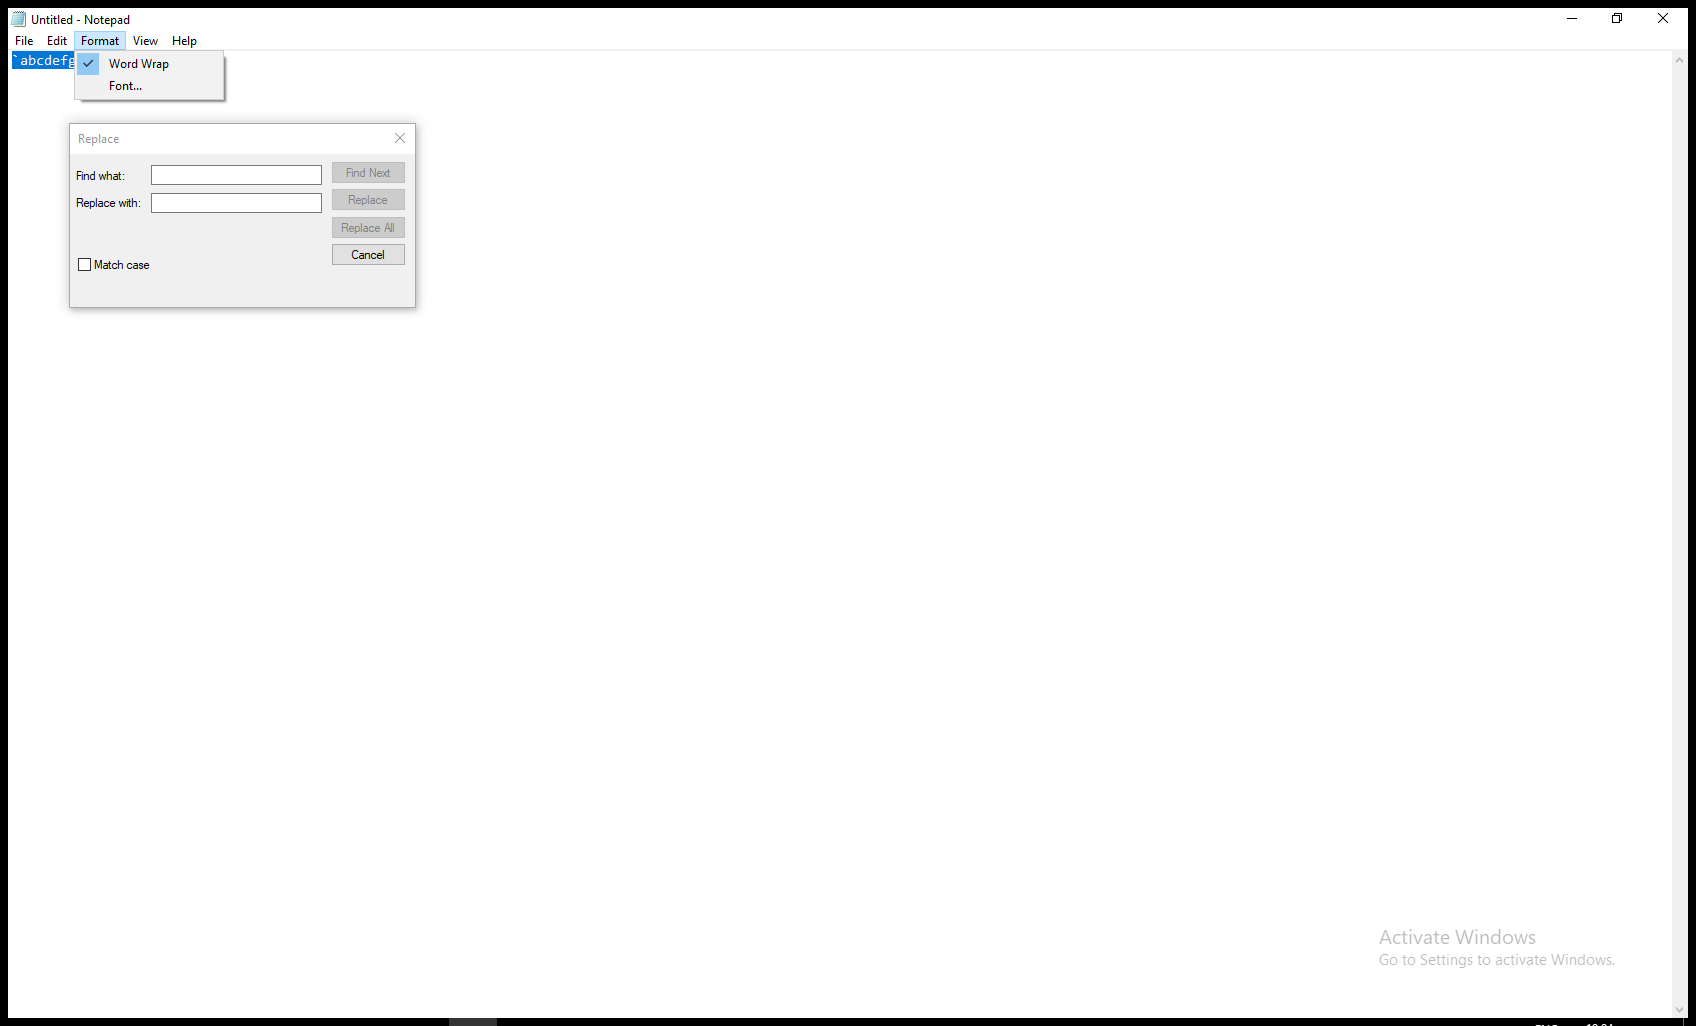 Untitled - Notepad
File Edit Format View Help
`abcdefg
Word Wrap
Font...
Replace
Find what:
Find Next
Replace with:
Replace
Replace All
Cancel
Match case
Activate Windows
Go to Settings to activate Windows.